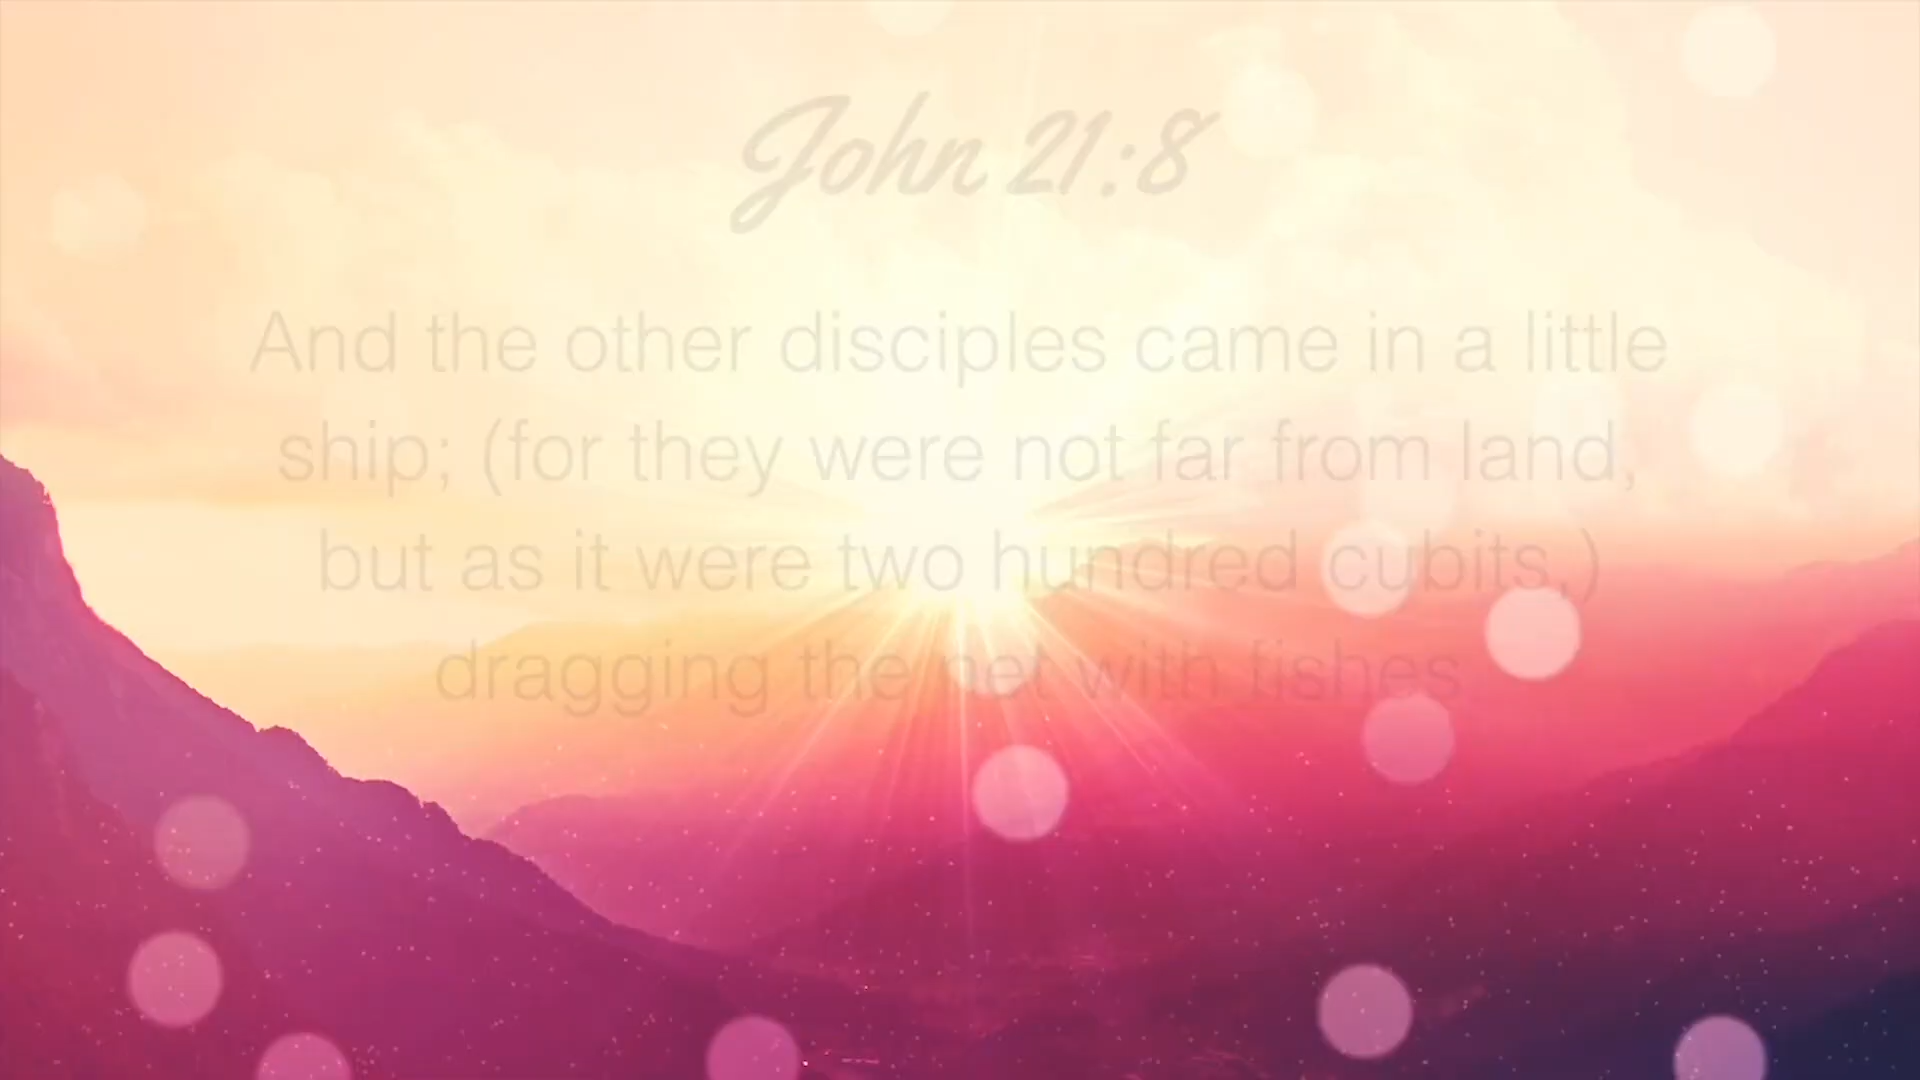 John 21:8
And the other disciples came in a little
ship; (for they were not far from land,
but as it were two hundred cubits,)
dragging the net with fishes